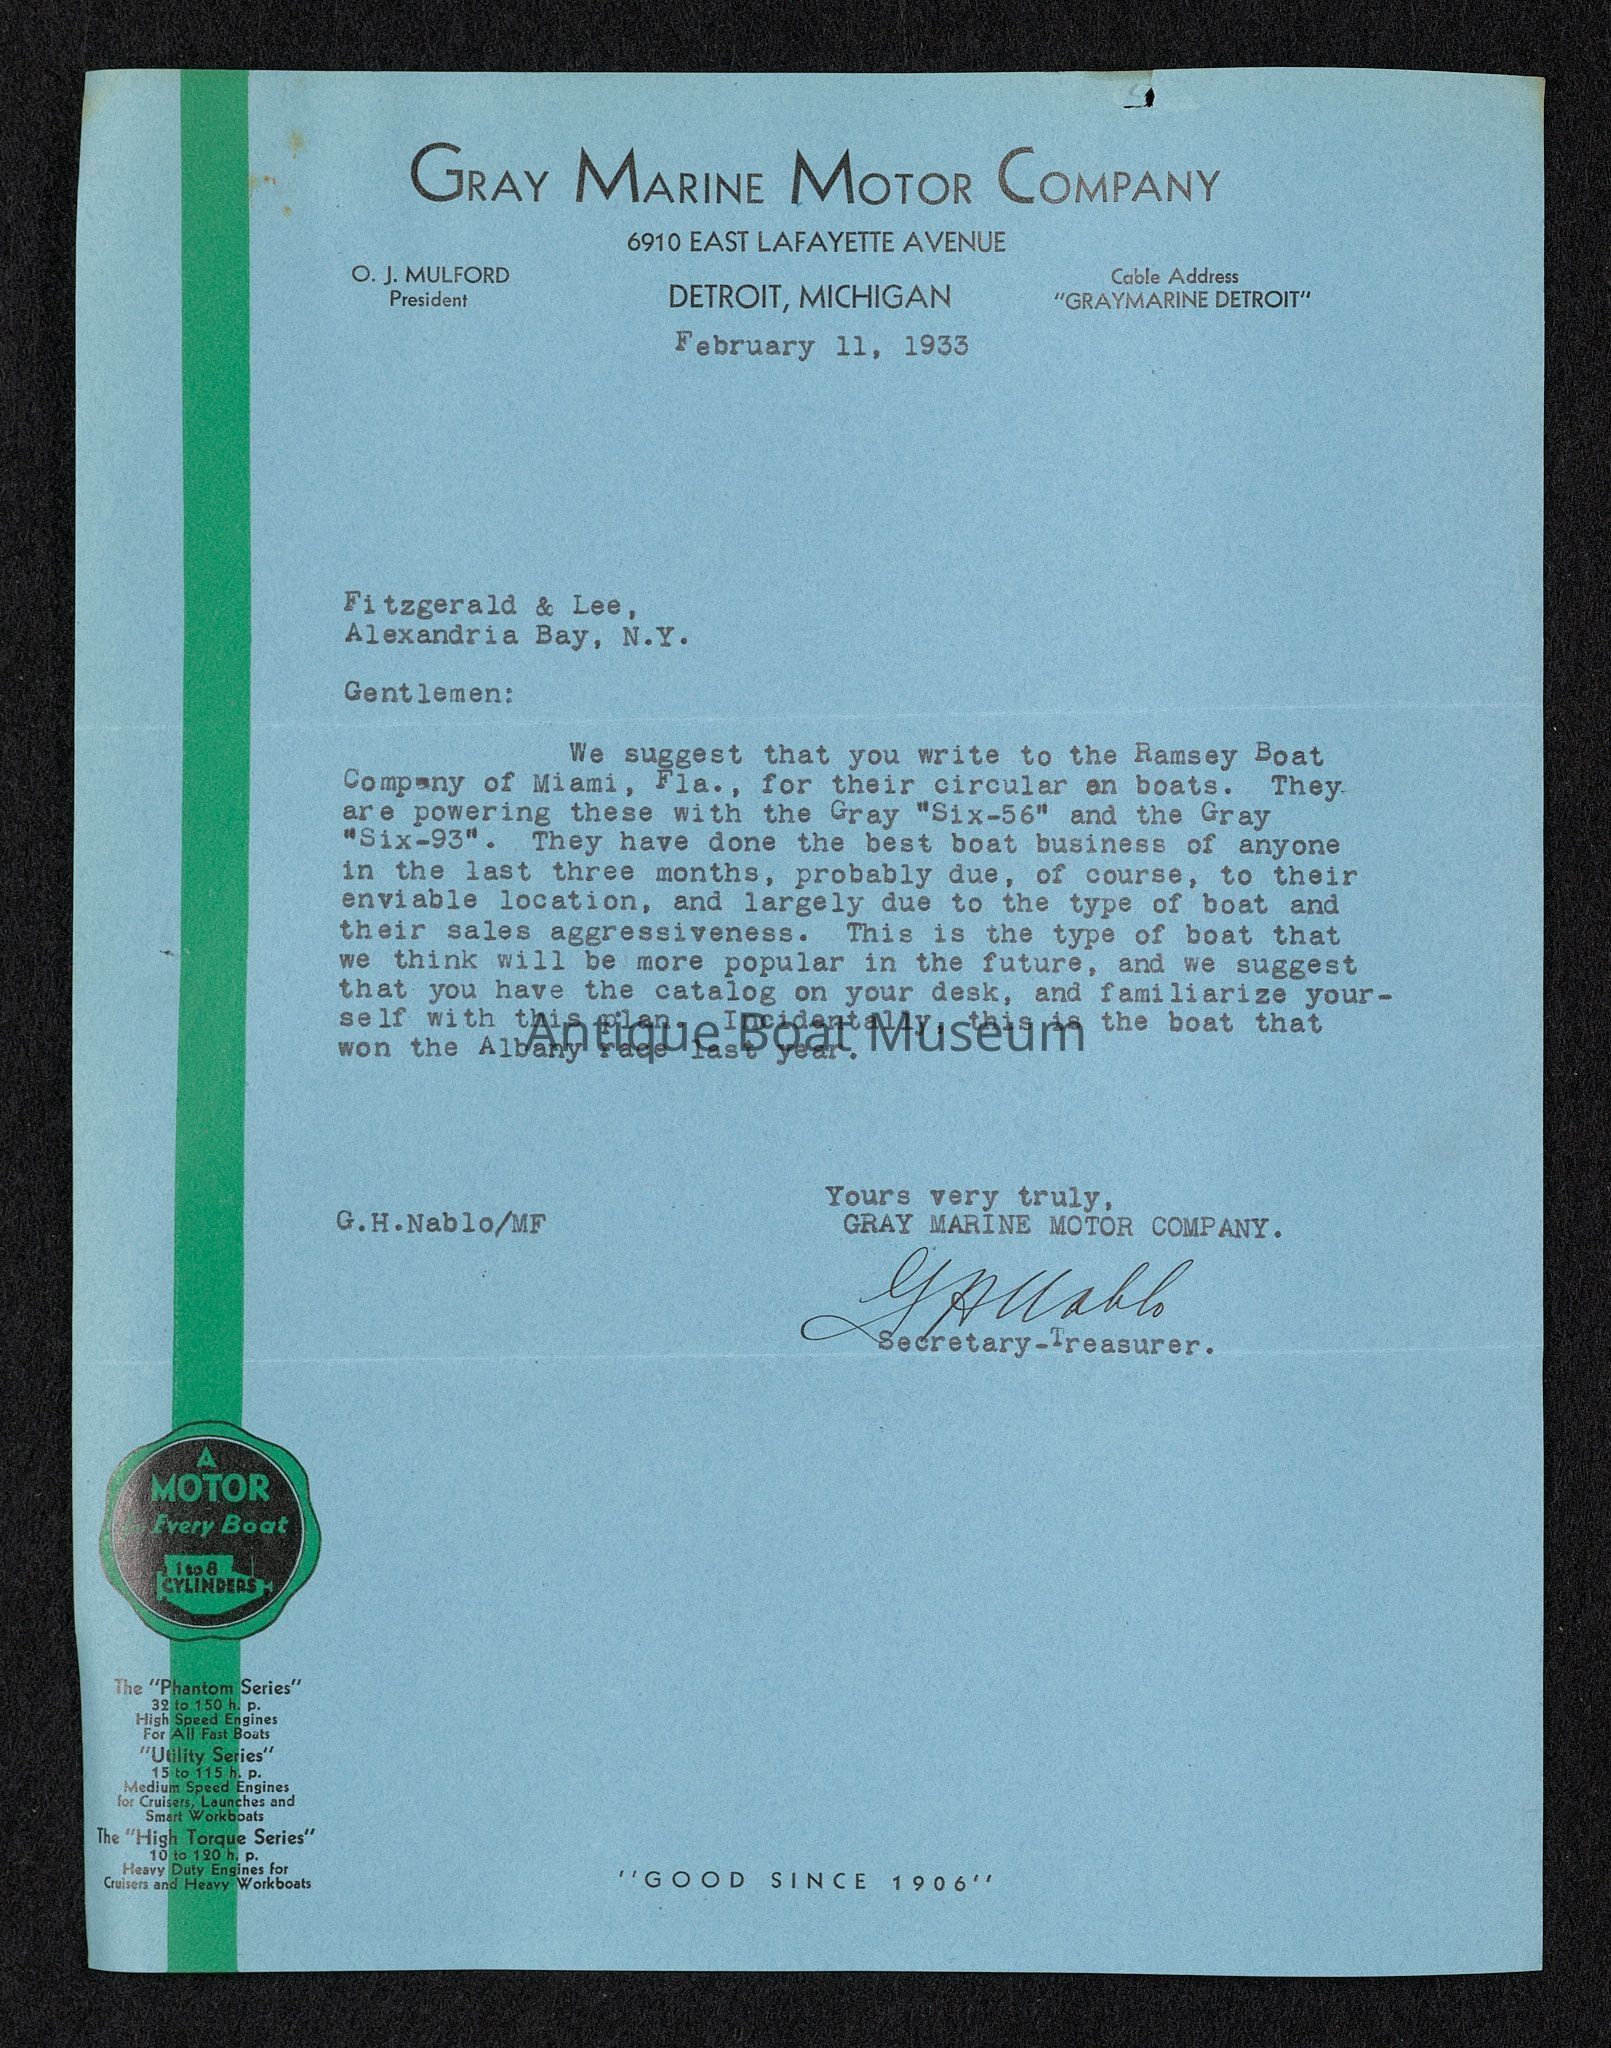 GRAY MARINE MOTOR COMPANY
6910 EAST LAFAYETTE AVENUE
O. J. MULFORD
President
DETROIT, MICHIGAN
Cable Address
"GRAYMARINE DETROIT"
February 11, 1933
Fitzgerald & Lee,
Alexandria Bay, N.Y.
Gentlemen:
We suggest that you write to the Ramsey Boat
Company of Miami, Fla., for their circular on boats. They
are powering these with the Gray "Six-56" and the Gray
"Six-93". They have done the best boat business of anyone
in the last three months, probably due, of course, to their
enviable location, and largely due to the type of boat and
their sales aggressiveness. This is the type of boat that
we think will be more popular in the future, and we suggest
that you have the catalog on your desk, and familiarize your-
self with this plan. Incidentally, this is the boat that
won the Albany race last year.
Antique Boat Museum
Yours very truly,
G.H.Nablo/MF
GRAY MARINE MOTOR COMPANY.
G H Nablo
Secretary-Treasurer.
A
MOTOR
Every Boat
1 to 8
CYLINDERS
The "Phantom Series"
32 to 150 h. p.
High Speed Engines
For All Fast Boats
"Utility Series"
15 to 115 h. p.
Medium Speed Engines
for Cruisers, Launches and
Smart Workboats
The "High Torque Series"
10 to 120 h. p.
Heavy Duty Engines for
Cruisers and Heavy Workboats
''GOOD SINCE 1906''